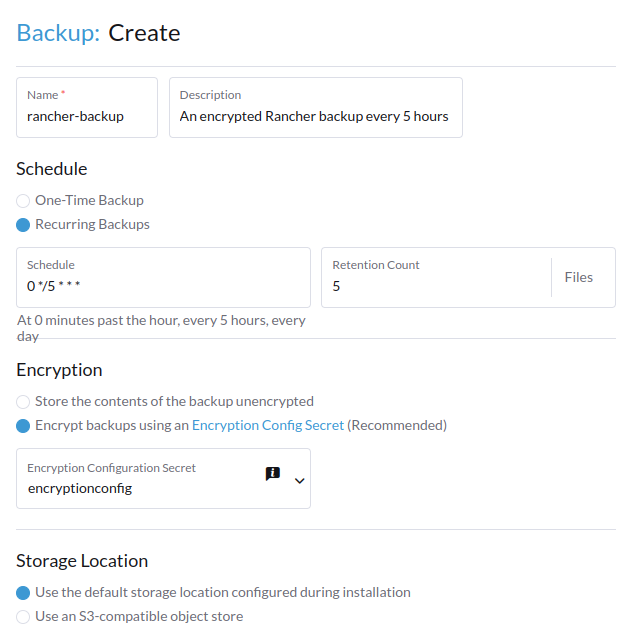 Backup: Create
Name *
rancher-backup
Description
An encrypted Rancher backup every 5 hours
Schedule
One-Time Backup
Recurring Backups
Schedule
0 */5 * * *
Retention Count
5
Files
At 0 minutes past the hour, every 5 hours, every
day
Encryption
Store the contents of the backup unencrypted
Encrypt backups using an Encryption Config Secret (Recommended)
Encryption Configuration Secret
encryptionconfig
Storage Location
Use the default storage location configured during installation
Use an S3-compatible object store